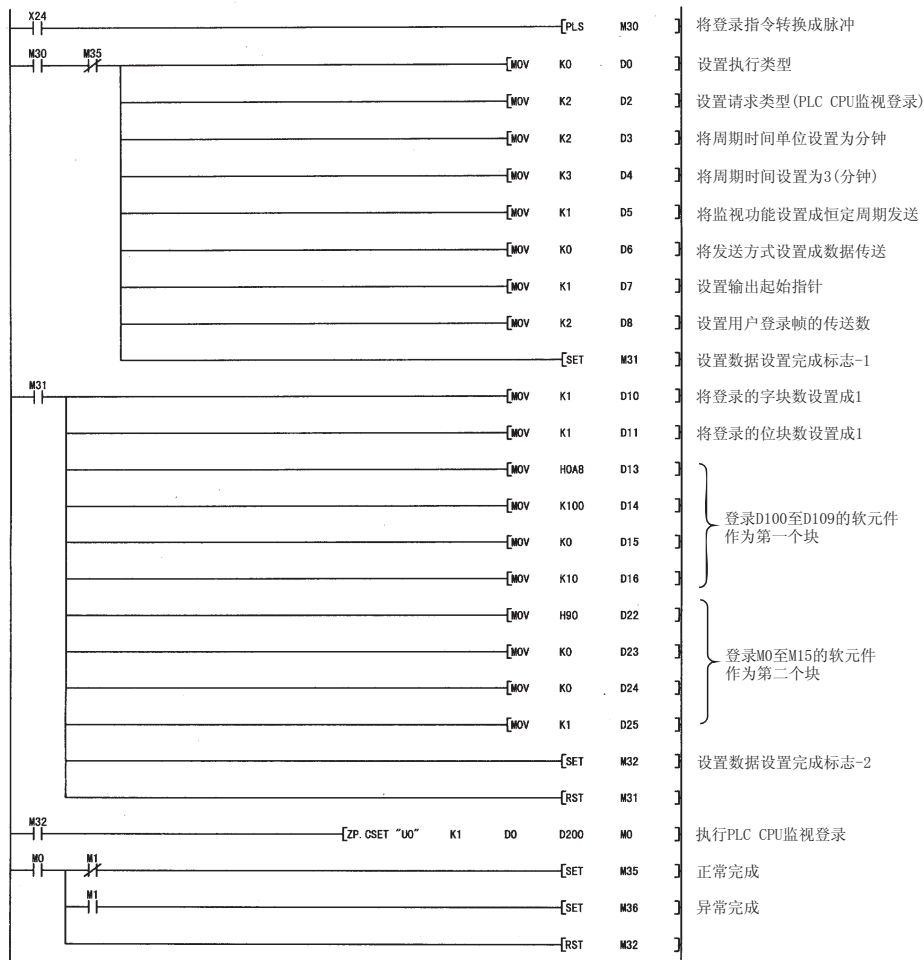 X24 [PLS M30 ] 将登录指令转换成脉冲
M30 M35 [MOV K0 D0 ] 设置执行类型
[MOV K2 D2 ] 设置请求类型(PLC CPU监视登录)
[MOV K2 D3 ] 将周期时间单位设置为分钟
[MOV K3 D4 ] 将周期时间设置为3(分钟)
[MOV K1 D5 ] 将监视功能设置成恒定周期发送
[MOV K0 D6 ] 将发送方式设置成数据传送
[MOV K1 D7 ] 设置输出起始指针
[MOV K2 D8 ] 设置用户登录帧的传送数
[SET M31 ] 设置数据设置完成标志-1
M31 [MOV K1 D10 ] 将登录的字块数设置成1
[MOV K1 D11 ] 将登录的位块数设置成1
[MOV H0A8 D13 ]
[MOV K100 D14 ]
登录D100至D109的软元件
作为第一个块
[MOV K0 D15 ]
[MOV K10 D16 ]
[MOV H90 D22 ]
[MOV K0 D23 ]
登录M0至M15的软元件
作为第二个块
[MOV K0 D24 ]
[MOV K1 D25 ]
[SET M32 ] 设置数据设置完成标志-2
[RST M31 ]
M32 [ZP.CSET "U0" K1 D0 D200 M0 ] 执行PLC CPU监视登录
M0 M1 [SET M35 ] 正常完成
M1 [SET M36 ] 异常完成
[RST M32 ]